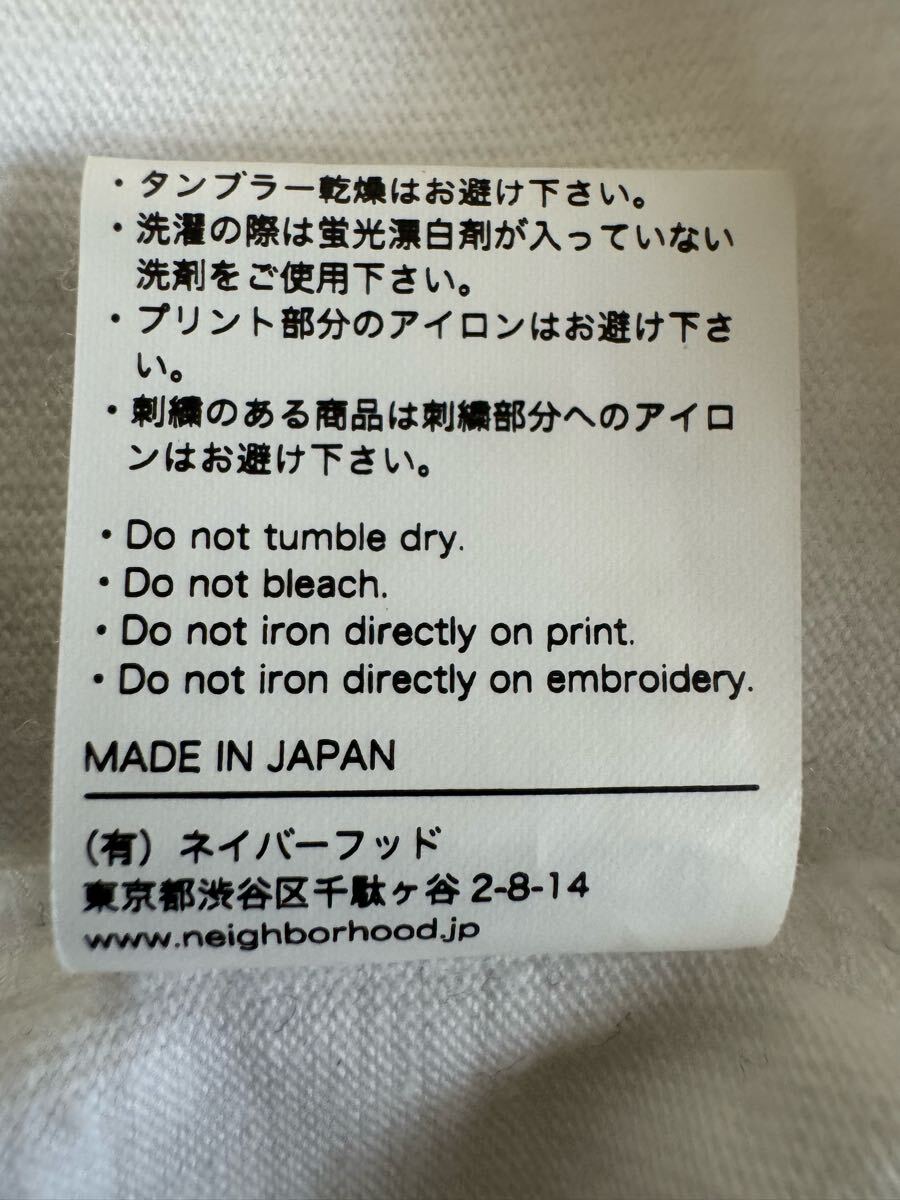 ・タンブラー乾燥はお避け下さい。
・洗濯の際は蛍光漂白剤が入っていない
洗剤をご使用下さい。
・プリント部分のアイロンはお避け下さ
い。
・刺繍のある商品は刺繍部分へのアイロ
ンはお避け下さい。
・Do not tumble dry.
・Do not bleach.
・Do not iron directly on print.
・Do not iron directly on embroidery.
MADE IN JAPAN
(有) ネイバーフッド
東京都渋谷区千駄ヶ谷 2-8-14
www.neighborhood.jp